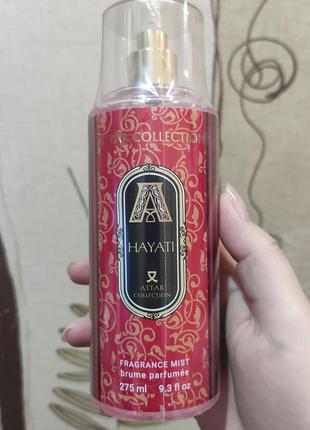 COLLECTION
A
HAYATI
ATTAR
COLLECTION
FRAGRANCE MIST
brume parfumée
275 ml 9.3 fl oz